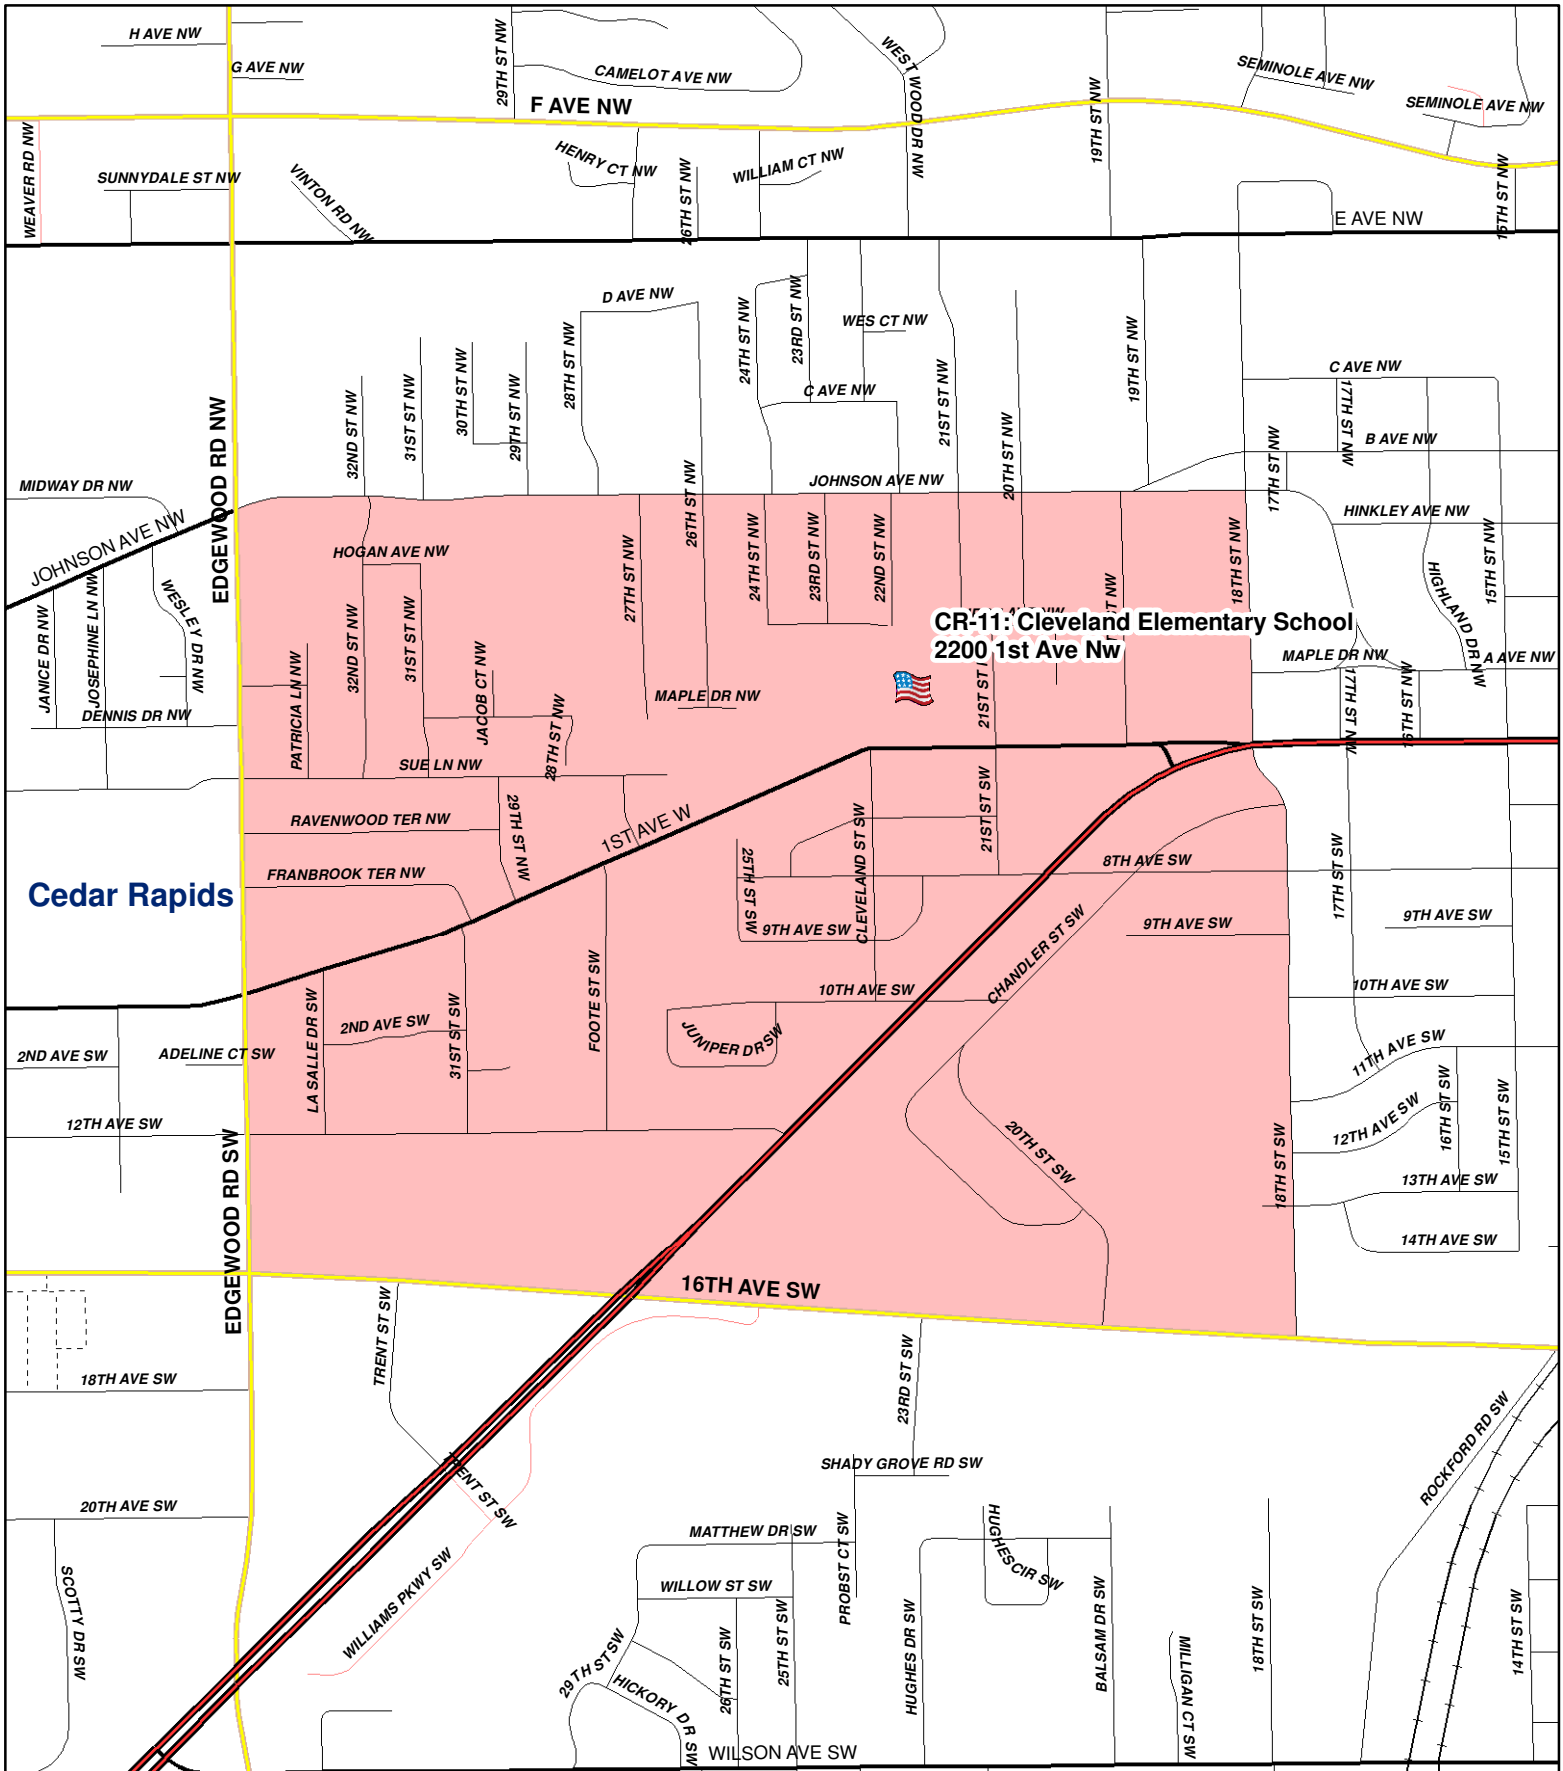 H AVE NW
G AVE NW
29TH ST NW
CAMELOT AVE NW
WEST WOOD DR NW
19TH ST NW
SEMINOLE AVE NW
SEMINOLE AVE NW
F AVE NW
WEAVER RD NW
SUNNYDALE ST NW
VINTON RD NW
HENRY CT NW
26TH ST NW
WILLIAM CT NW
15TH ST NW
E AVE NW
D AVE NW
28TH ST NW
24TH ST NW
23RD ST NW
WES CT NW
21ST ST NW
19TH ST NW
C AVE NW
C AVE NW
17TH ST NW
B AVE NW
EDGEWOOD RD NW
32ND ST NW
31ST ST NW
30TH ST NW
29TH ST NW
26TH ST NW
20TH ST NW
17TH ST NW
MIDWAY DR NW
JOHNSON AVE NW
JOHNSON AVE NW
HINKLEY AVE NW
HOGAN AVE NW
27TH ST NW
24TH ST NW
23RD ST NW
22ND ST NW
18TH ST NW
15TH ST NW
HIGHLAND DR NW
JANICE DR NW
JOSEPHINE LN NW
WESLEY DR NW
32ND ST NW
31ST ST NW
CR-11: Cleveland Elementary School
2200 1st Ave Nw
MAPLE DR NW
A AVE NW
DENNIS DR NW
PATRICIA LN NW
JACOB CT NW
28TH ST NW
MAPLE DR NW
21ST ST
17TH ST NW
16TH ST NW
SUE LN NW
RAVENWOOD TER NW
29TH ST NW
1ST AVE W
CLEVELAND ST SW
21ST ST SW
8TH AVE SW
17TH ST SW
FRANBROOK TER NW
25TH ST SW
Cedar Rapids
9TH AVE SW
CHANDLER ST SW
9TH AVE SW
9TH AVE SW
10TH AVE SW
10TH AVE SW
LA SALLE DR SW
2ND AVE SW
31ST ST SW
FOOTE ST SW
JUNIPER DR SW
2ND AVE SW
ADELINE CT SW
11TH AVE SW
12TH AVE SW
12TH AVE SW
16TH ST SW
15TH ST SW
20TH ST SW
18TH ST SW
13TH AVE SW
14TH AVE SW
EDGEWOOD RD SW
16TH AVE SW
TRENT ST SW
23RD ST SW
18TH AVE SW
ROCKFORD RD SW
SHADY GROVE RD SW
TRENT ST SW
20TH AVE SW
MATTHEW DR SW
PROBST CT SW
HUGHES CIR SW
WILLIAMS PKWY SW
WILLOW ST SW
SCOTTY DR SW
29TH ST SW
26TH ST SW
25TH ST SW
HUGHES DR SW
BALSAM DR SW
MILLIGAN CT SW
18TH ST SW
14TH ST SW
HICKORY DR SW
WILSON AVE SW